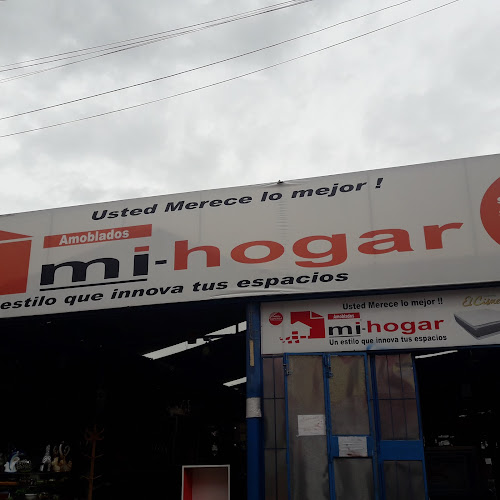 Usted Merece lo mejor !
Amoblados
mi-hogar
estilo que innova tus espacios
Usted Merece lo mejor !!
Amoblados
mi-hogar
Un estilo que innova tus espacios
El Cisne